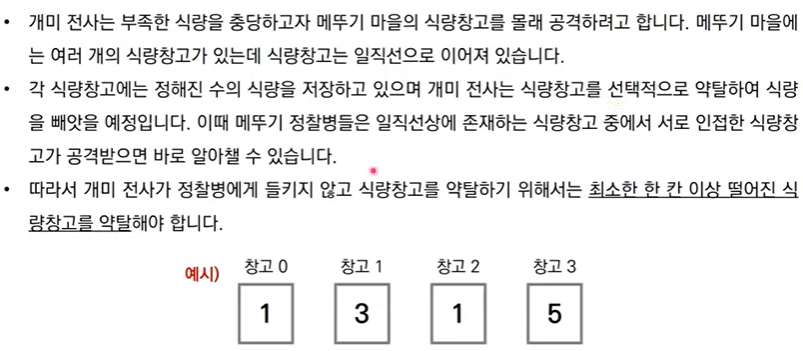 • 개미 전사는 부족한 식량을 충당하고자 메뚜기 마을의 식량창고를 몰래 공격하려고 합니다. 메뚜기 마을에
는 여러 개의 식량창고가 있는데 식량창고는 일직선으로 이어져 있습니다.
• 각 식량창고에는 정해진 수의 식량을 저장하고 있으며 개미 전사는 식량창고를 선택적으로 약탈하여 식량
을 빼앗을 예정입니다. 이때 메뚜기 정찰병들은 일직선상에 존재하는 식량창고 중에서 서로 인접한 식량창
고가 공격받으면 바로 알아챌 수 있습니다.
• 따라서 개미 전사가 정찰병에게 들키지 않고 식량창고를 약탈하기 위해서는 최소한 한 칸 이상 떨어진 식
량창고를 약탈해야 합니다.
예시) 창고 0 창고 1 창고 2 창고 3
1 3 1 5